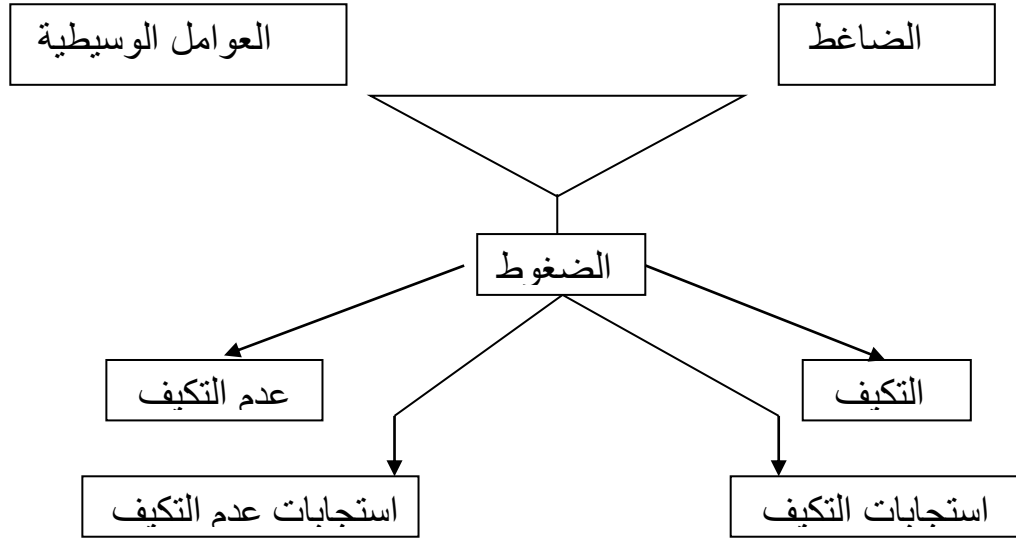 الضاغط
العوامل الوسيطية
الضغوط
التكيف
عدم التكيف
استجابات التكيف
استجابات عدم التكيف